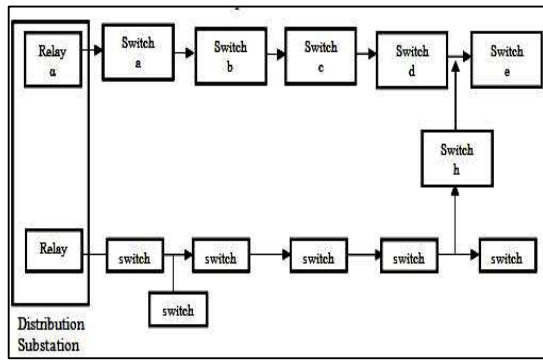 Relay
α
Switch
a
Switch
b
Switch
c
Switch
d
Switch
e
Switch
h
Relay
switch
switch
switch
switch
switch
switch
Distribution
Substation